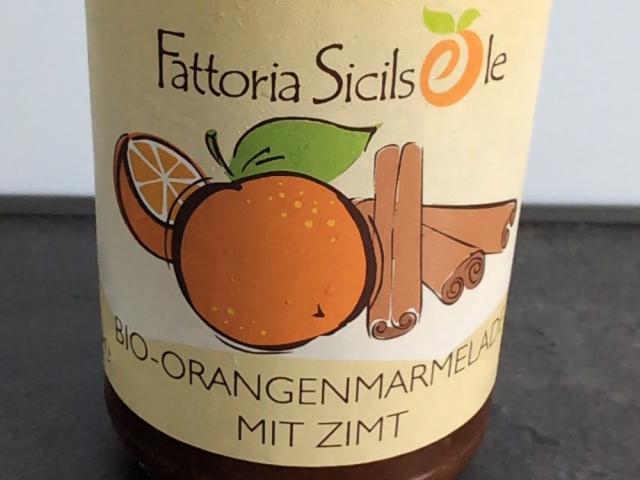 Fattoria Sicilsole
BIO-ORANGENMARMELAD
MIT ZIMT